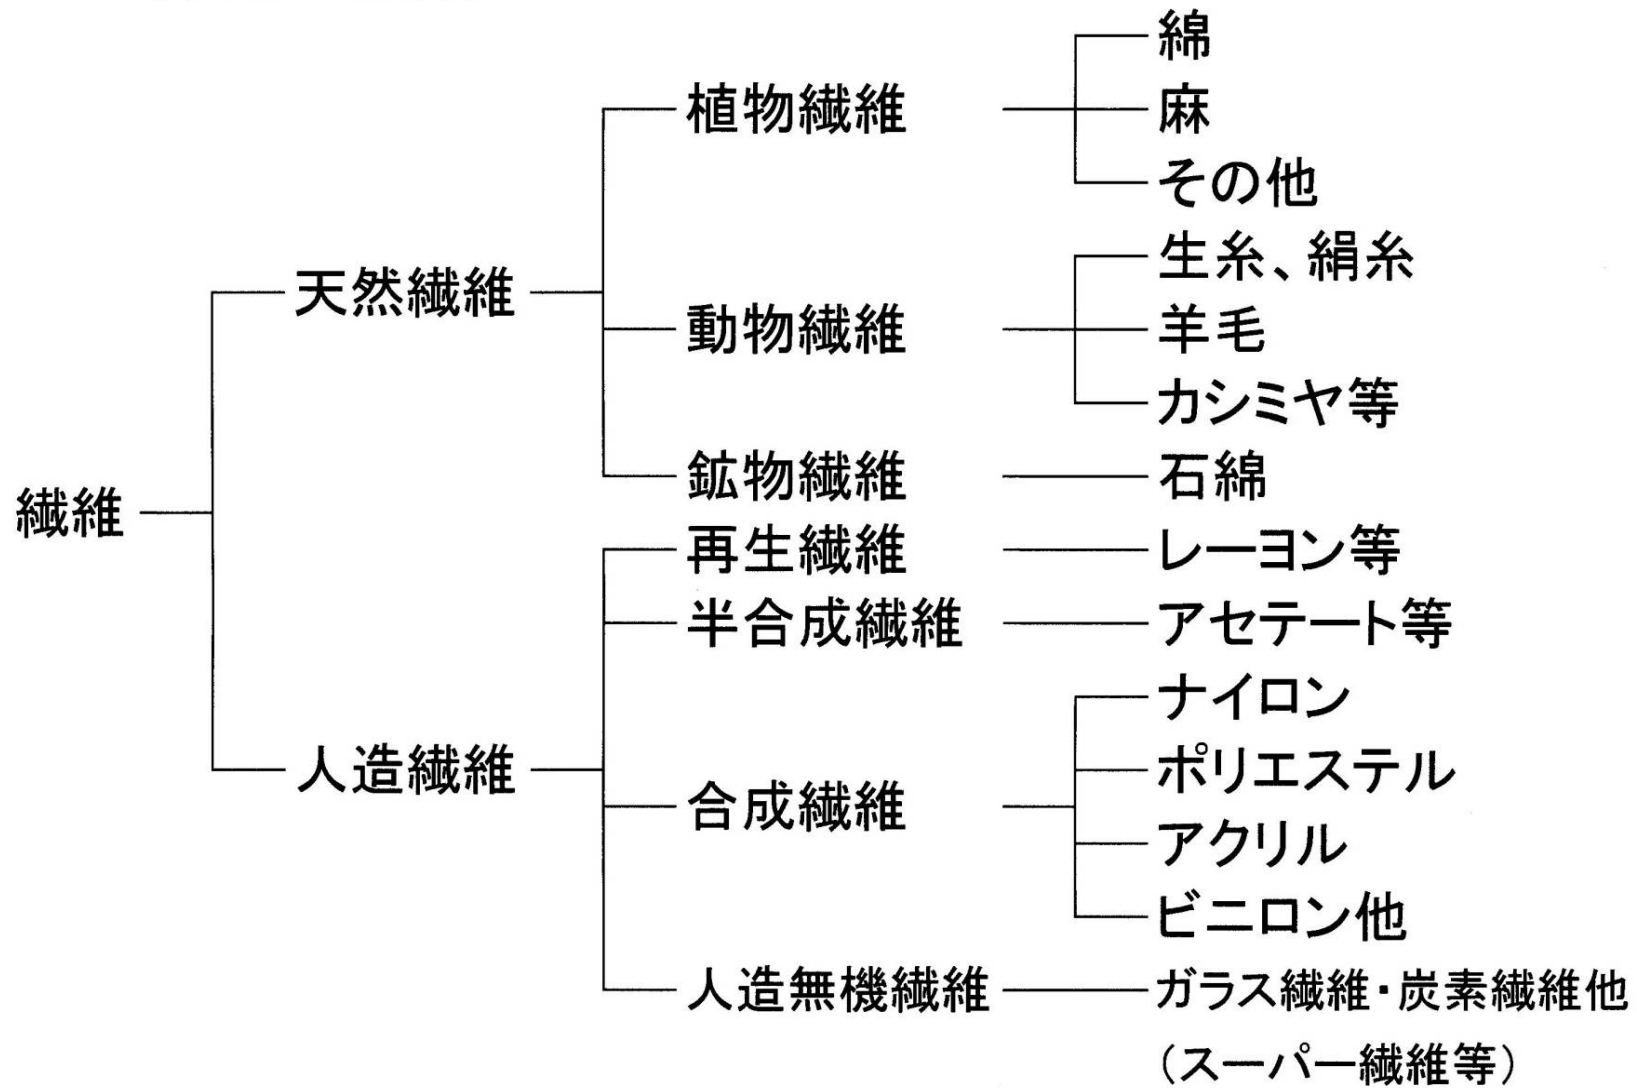 綿
植物繊維
麻
その他
生糸、絹糸
天然繊維
動物繊維
羊毛
カシミヤ等
鉱物繊維
石綿
繊維
再生繊維
レーヨン等
半合成繊維
アセテート等
ナイロン
人造繊維
ポリエステル
合成繊維
アクリル
ビニロン他
人造無機繊維
ガラス繊維・炭素繊維他
(スーパー繊維等)